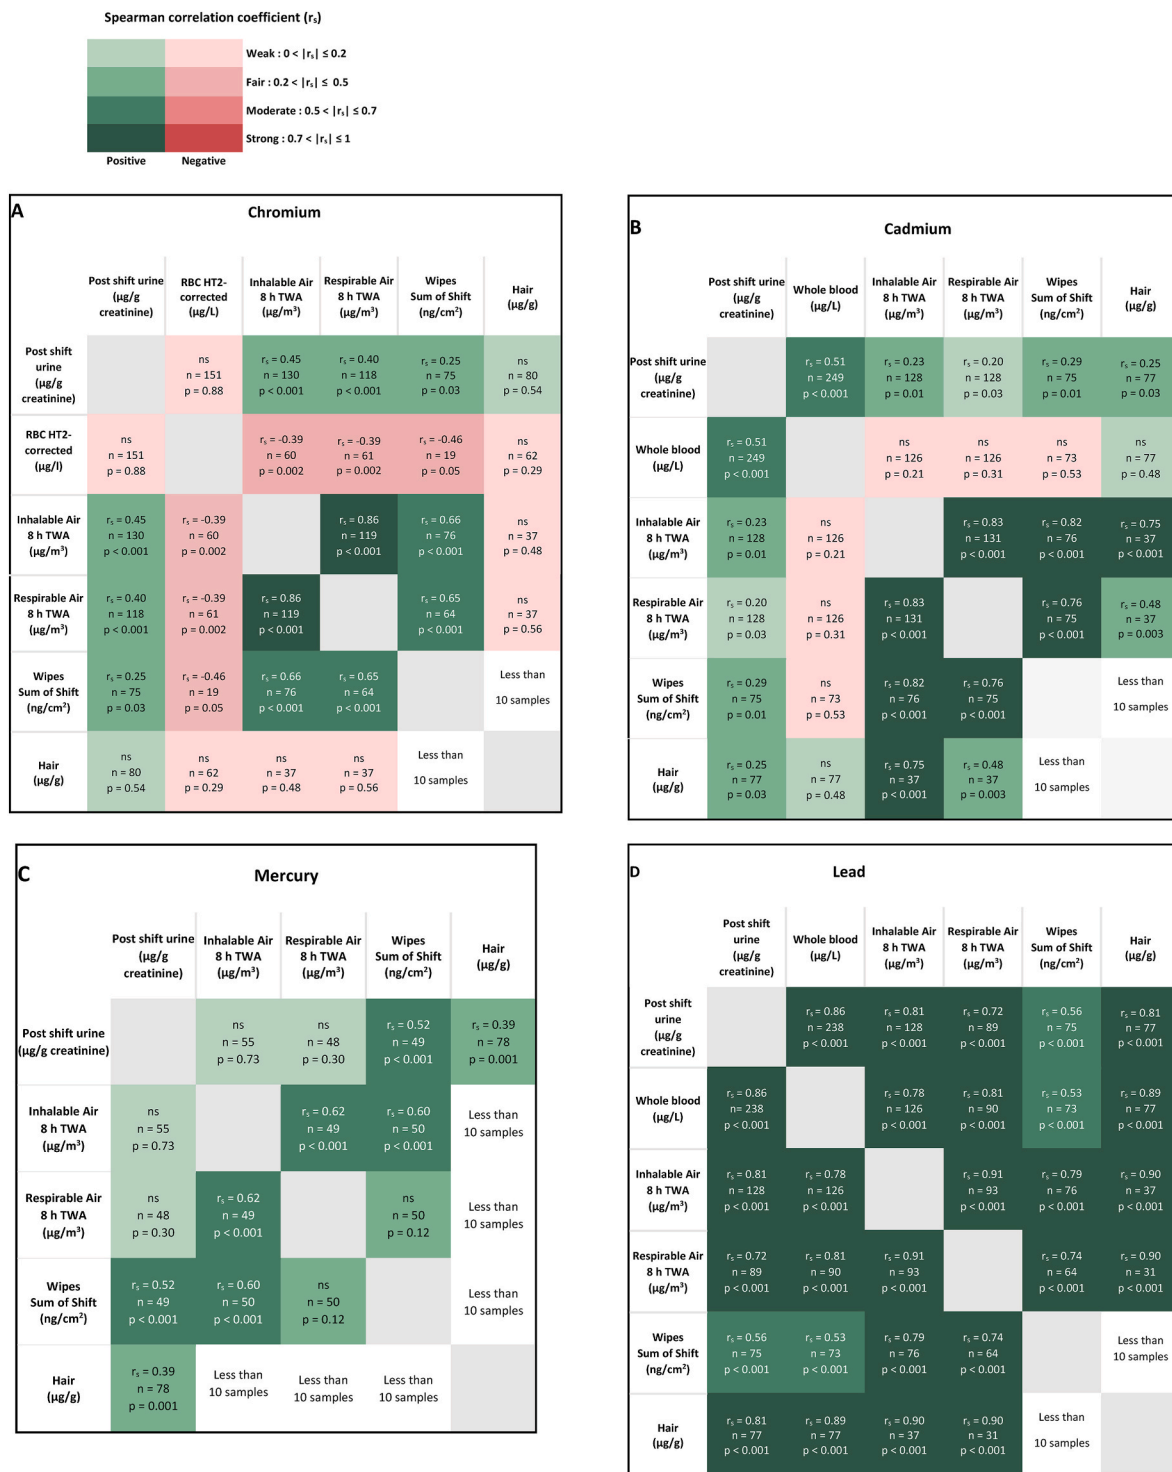 Spearman correlation coefficient (rs)
Weak : 0 < |rs| ≤ 0.2
Fair : 0.2 < |rs| ≤ 0.5
Moderate : 0.5 < |rs| ≤ 0.7
Strong : 0.7 < |rs| ≤ 1
Positive Negative
A
Chromium
Post shift urine (µg/g creatinine) RBC HT2-corrected (µg/L) Inhalable Air 8 h TWA (µg/m³) Respirable Air 8 h TWA (µg/m³) Wipes Sum of Shift (ng/cm²) Hair (µg/g)
Post shift urine (µg/g creatinine)
ns n = 151 p = 0.88
rs = 0.45 n = 130 p <0.001
rs = 0.40 n = 118 p <0.001
rs = 0.25 n = 75 p = 0.03
ns n = 80 p = 0.54
RBC HT2-corrected (µg/l)
ns n = 151 p = 0.88
rs = -0.39 n = 60 p = 0.002
rs = -0.39 n = 61 p = 0.002
rs = -0.46 n = 19 p = 0.05
ns n = 62 p = 0.29
Inhalable Air 8 h TWA (µg/m³)
rs = 0.45 n = 130 p <0.001
rs = -0.39 n = 60 p = 0.002
rs = 0.86 n = 119 p <0.001
rs = 0.66 n = 76 p <0.001
ns n = 37 p = 0.48
Respirable Air 8 h TWA (µg/m³)
rs = 0.40 n = 118 p <0.001
rs = -0.39 n = 61 p = 0.002
rs = 0.86 n = 119 p <0.001
rs = 0.65 n = 64 p <0.001
ns n = 37 p = 0.56
Wipes Sum of Shift (ng/cm²)
rs = 0.25 n = 75 p = 0.03
rs = -0.46 n = 19 p = 0.05
rs = 0.66 n = 76 p <0.001
rs = 0.65 n = 64 p <0.001
Less than 10 samples
Hair (µg/g)
ns n = 80 p = 0.54
ns n = 62 p = 0.29
ns n = 37 p = 0.48
ns n = 37 p = 0.56
Less than 10 samples
B
Cadmium
Post shift urine (µg/g creatinine) Whole blood (µg/L) Inhalable Air 8 h TWA (µg/m³) Respirable Air 8 h TWA (µg/m³) Wipes Sum of Shift (ng/cm²) Hair (µg/g)
Post shift urine (µg/g creatinine)
rs = 0.51 n = 249 p <0.001
rs = 0.23 n = 128 p = 0.01
rs = 0.20 n = 128 p = 0.03
rs = 0.29 n = 75 p = 0.01
rs = 0.25 n = 77 p = 0.03
Whole blood (µg/L)
rs = 0.51 n = 249 p <0.001
ns n = 126 p = 0.21
ns n = 126 p = 0.31
ns n = 73 p = 0.53
ns n = 77 p = 0.48
Inhalable Air 8 h TWA (µg/m³)
rs = 0.23 n = 128 p = 0.01
ns n = 126 p = 0.21
rs = 0.83 n = 131 p <0.001
rs = 0.82 n = 76 p <0.001
rs = 0.75 n = 37 p <0.001
Respirable Air 8 h TWA (µg/m³)
rs = 0.20 n = 128 p = 0.03
ns n = 126 p = 0.31
rs = 0.83 n = 131 p <0.001
rs = 0.76 n = 75 p <0.001
rs = 0.48 n = 37 p = 0.003
Wipes Sum of Shift (ng/cm²)
rs = 0.29 n = 75 p = 0.01
ns n = 73 p = 0.53
rs = 0.82 n = 76 p <0.001
rs = 0.76 n = 75 p <0.001
Less than 10 samples
Hair (µg/g)
rs = 0.25 n = 77 p = 0.03
ns n = 77 p = 0.48
rs = 0.75 n = 37 p <0.001
rs = 0.48 n = 37 p = 0.003
Less than 10 samples
C
Mercury
Post shift urine (µg/g creatinine) Inhalable Air 8 h TWA (µg/m³) Respirable Air 8 h TWA (µg/m³) Wipes Sum of Shift (ng/cm²) Hair (µg/g)
Post shift urine (µg/g creatinine)
ns n = 55 p = 0.73
ns n = 48 p = 0.30
rs = 0.52 n = 49 p <0.001
rs = 0.39 n = 78 p = 0.001
Inhalable Air 8 h TWA (µg/m³)
ns n = 55 p = 0.73
rs = 0.62 n = 49 p <0.001
rs = 0.60 n = 50 p <0.001
Less than 10 samples
Respirable Air 8 h TWA (µg/m³)
ns n = 48 p = 0.30
rs = 0.62 n = 49 p <0.001
ns n = 50 p = 0.12
Less than 10 samples
Wipes Sum of Shift (ng/cm²)
rs = 0.52 n = 49 p <0.001
rs = 0.60 n = 50 p < 0.001
ns n = 50 p = 0.12
Less than 10 samples
Hair (µg/g)
rs = 0.39 n = 78 p = 0.001
Less than 10 samples
Less than 10 samples
Less than 10 samples
D
Lead
Post shift urine (µg/g creatinine) Whole blood (µg/L) Inhalable Air 8 h TWA (µg/m³) Respirable Air 8 h TWA (µg/m³) Wipes Sum of Shift (ng/cm²) Hair (µg/g)
Post shift urine (µg/g creatinine)
rs = 0.86 n = 238 p <0.001
rs = 0.81 n = 128 p <0.001
rs = 0.72 n = 89 p <0.001
rs = 0.56 n = 75 p <0.001
rs = 0.81 n = 77 p <0.001
Whole blood (µg/L)
rs = 0.86 n= 238 p <0.001
rs = 0.78 n = 126 p <0.001
rs = 0.81 n = 90 p <0.001
rs = 0.53 n = 73 p <0.001
rs = 0.89 n = 77 p <0.001
Inhalable Air 8 h TWA (µg/m³)
rs = 0.81 n = 128 p <0.001
rs = 0.78 n = 126 p <0.001
rs = 0.91 n = 93 p <0.001
rs = 0.79 n = 76 p <0.001
rs = 0.90 n = 37 p <0.001
Respirable Air 8 h TWA (µg/m³)
rs = 0.72 n = 89 p <0.001
rs = 0.81 n = 90 p <0.001
rs = 0.91 n = 93 p <0.001
rs = 0.74 n = 64 p <0.001
rs = 0.90 n = 31 p <0.001
Wipes Sum of Shift (ng/cm²)
rs = 0.56 n = 75 p <0.001
rs = 0.53 n = 73 p <0.001
rs = 0.79 n = 76 p <0.001
rs = 0.74 n = 64 p <0.001
Less than 10 samples
Hair (µg/g)
rs = 0.81 n = 77 p <0.001
rs = 0.89 n = 77 p <0.001
rs = 0.90 n = 37 p <0.001
rs = 0.90 n = 31 p <0.001
Less than 10 samples